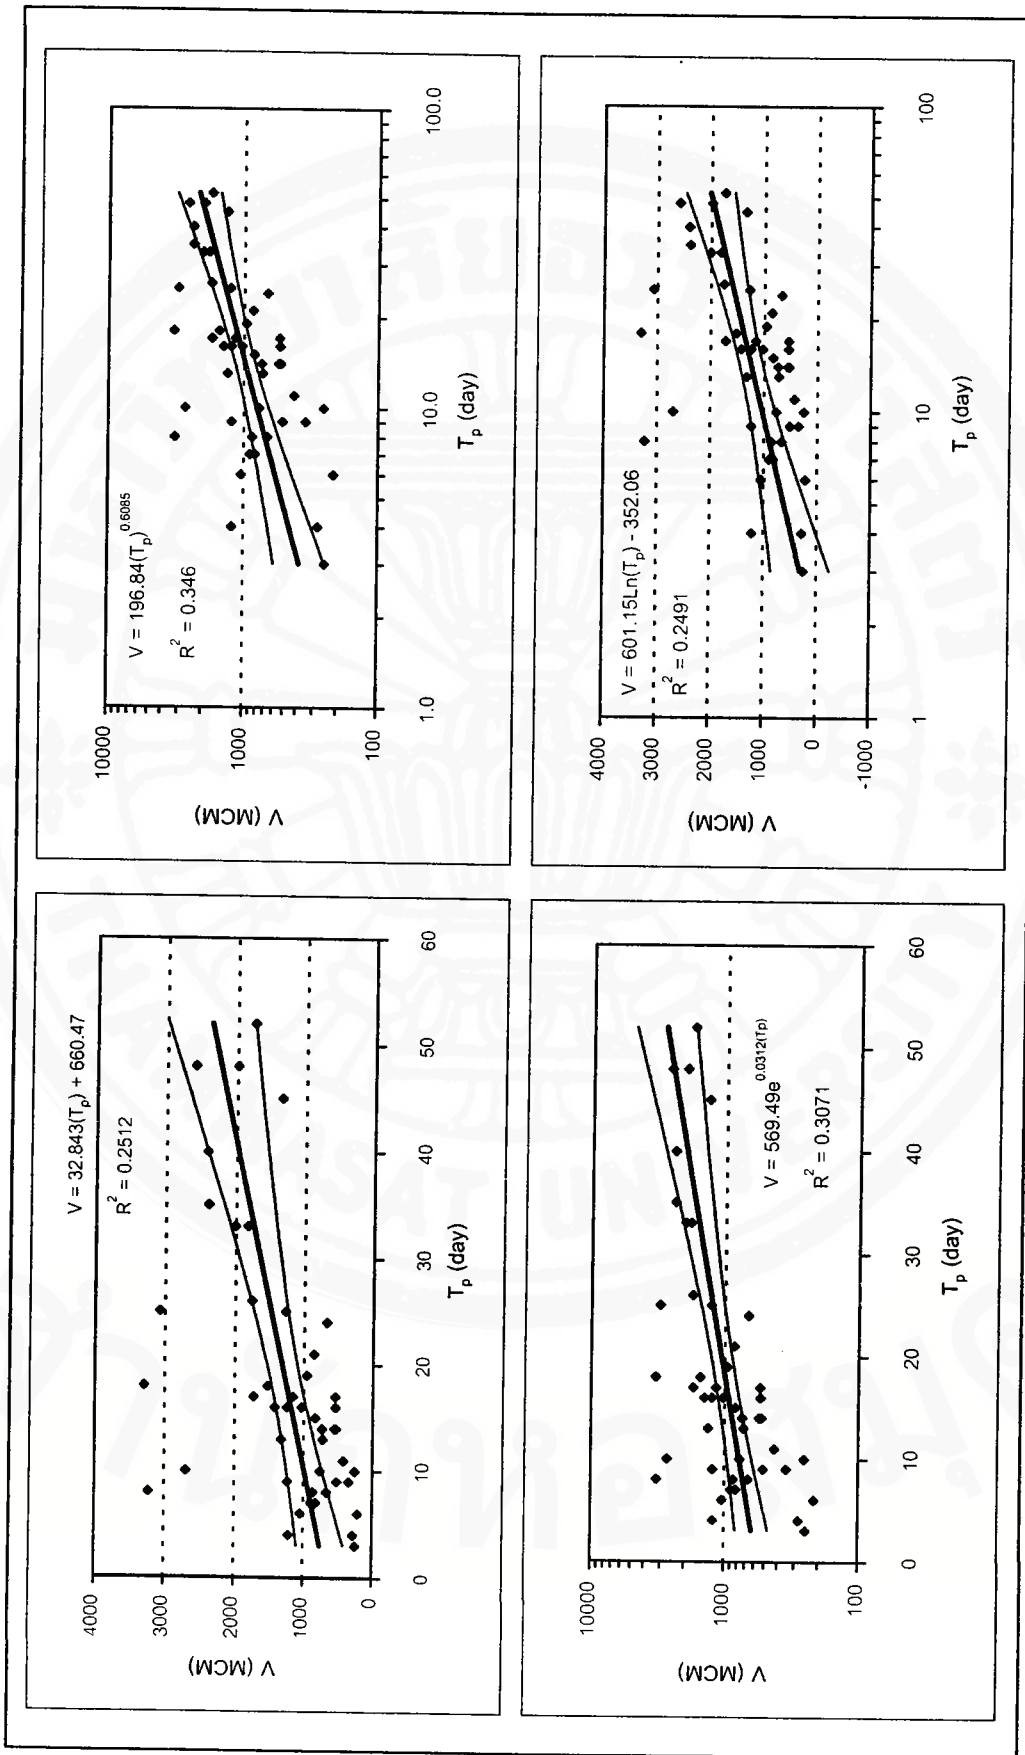 V = 32.843(Tp) + 660.47
R2 = 0.2512
V (MCM)
4000
3000
2000
1000
0
0 10 20 30 40 50 60
Tp (day)
V = 196.84(Tp)0.6085
R2 = 0.346
V (MCM)
10000
1000
100
1.0 10.0 100.0
Tp (day)
V (MCM)
10000
1000
100
V = 569.49e0.0312(Tp)
R2 = 0.3071
0 10 20 30 40 50 60
Tp (day)
V = 601.15Ln(Tp) - 352.06
R2 = 0.2491
V (MCM)
4000
3000
2000
1000
0
-1000
1 10 100
Tp (day)